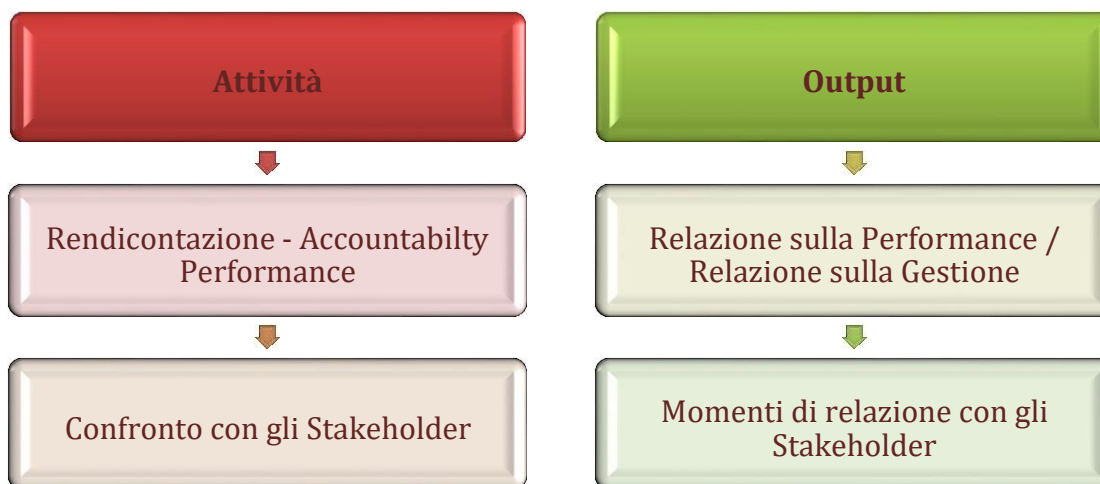 Attività
Rendicontazione - Accountabilty
Performance
Confronto con gli Stakeholder
Output
Relazione sulla Performance /
Relazione sulla Gestione
Momenti di relazione con gli
Stakeholder